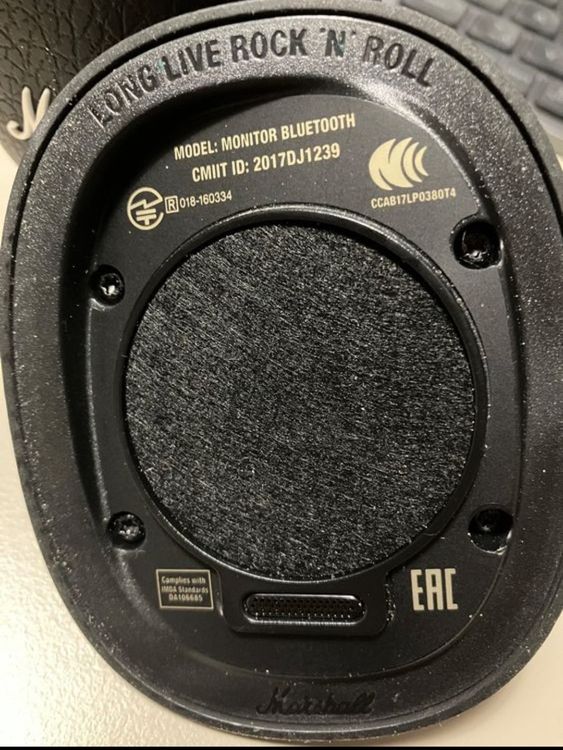 LONG LIVE ROCK 'N' ROLL
MODEL: MONITOR BLUETOOTH
CMIIT ID: 2017DJ1239
R 018-160334
CCAB17LP0380T4
Complies with
IMDA Standards
DA106685
EAC
Marshall